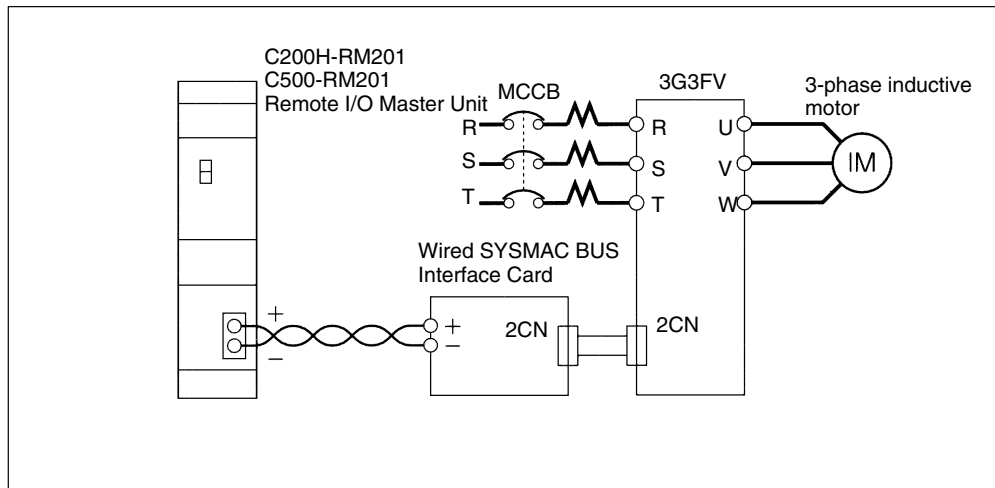 C200H-RM201
C500-RM201
Remote I/O Master Unit
MCCB
3G3FV
3-phase inductive
motor
R
R
U
S
S
V
IM
T
T
W
Wired SYSMAC BUS
Interface Card
+
+
2CN
2CN
−
−